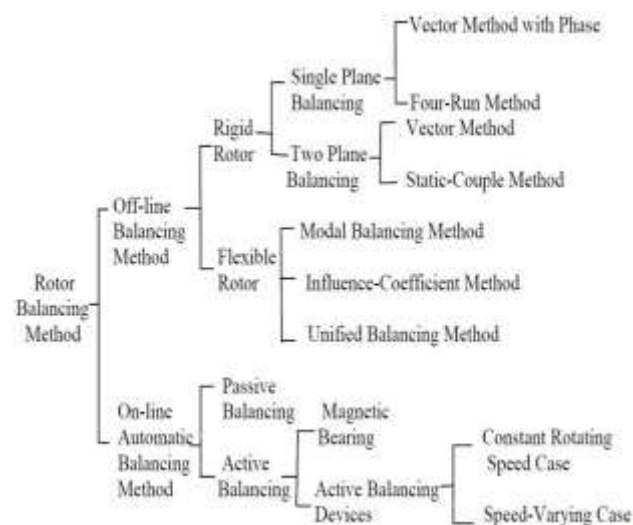 Vector Method with Phase
Single Plane
Balancing
Four-Run Method
Rigid
Rotor
Vector Method
Two Plane
Balancing
Static-Couple Method
Off-line
Balancing
Method
Modal Balancing Method
Flexible
Rotor
Influence-Coefficient Method
Unified Balancing Method
Rotor
Balancing
Method
On-line
Automatic
Balancing
Method
Passive
Balancing
Magnetic
Bearing
Active
Balancing
Active Balancing
Devices
Constant Rotating
Speed Case
Speed-Varying Case